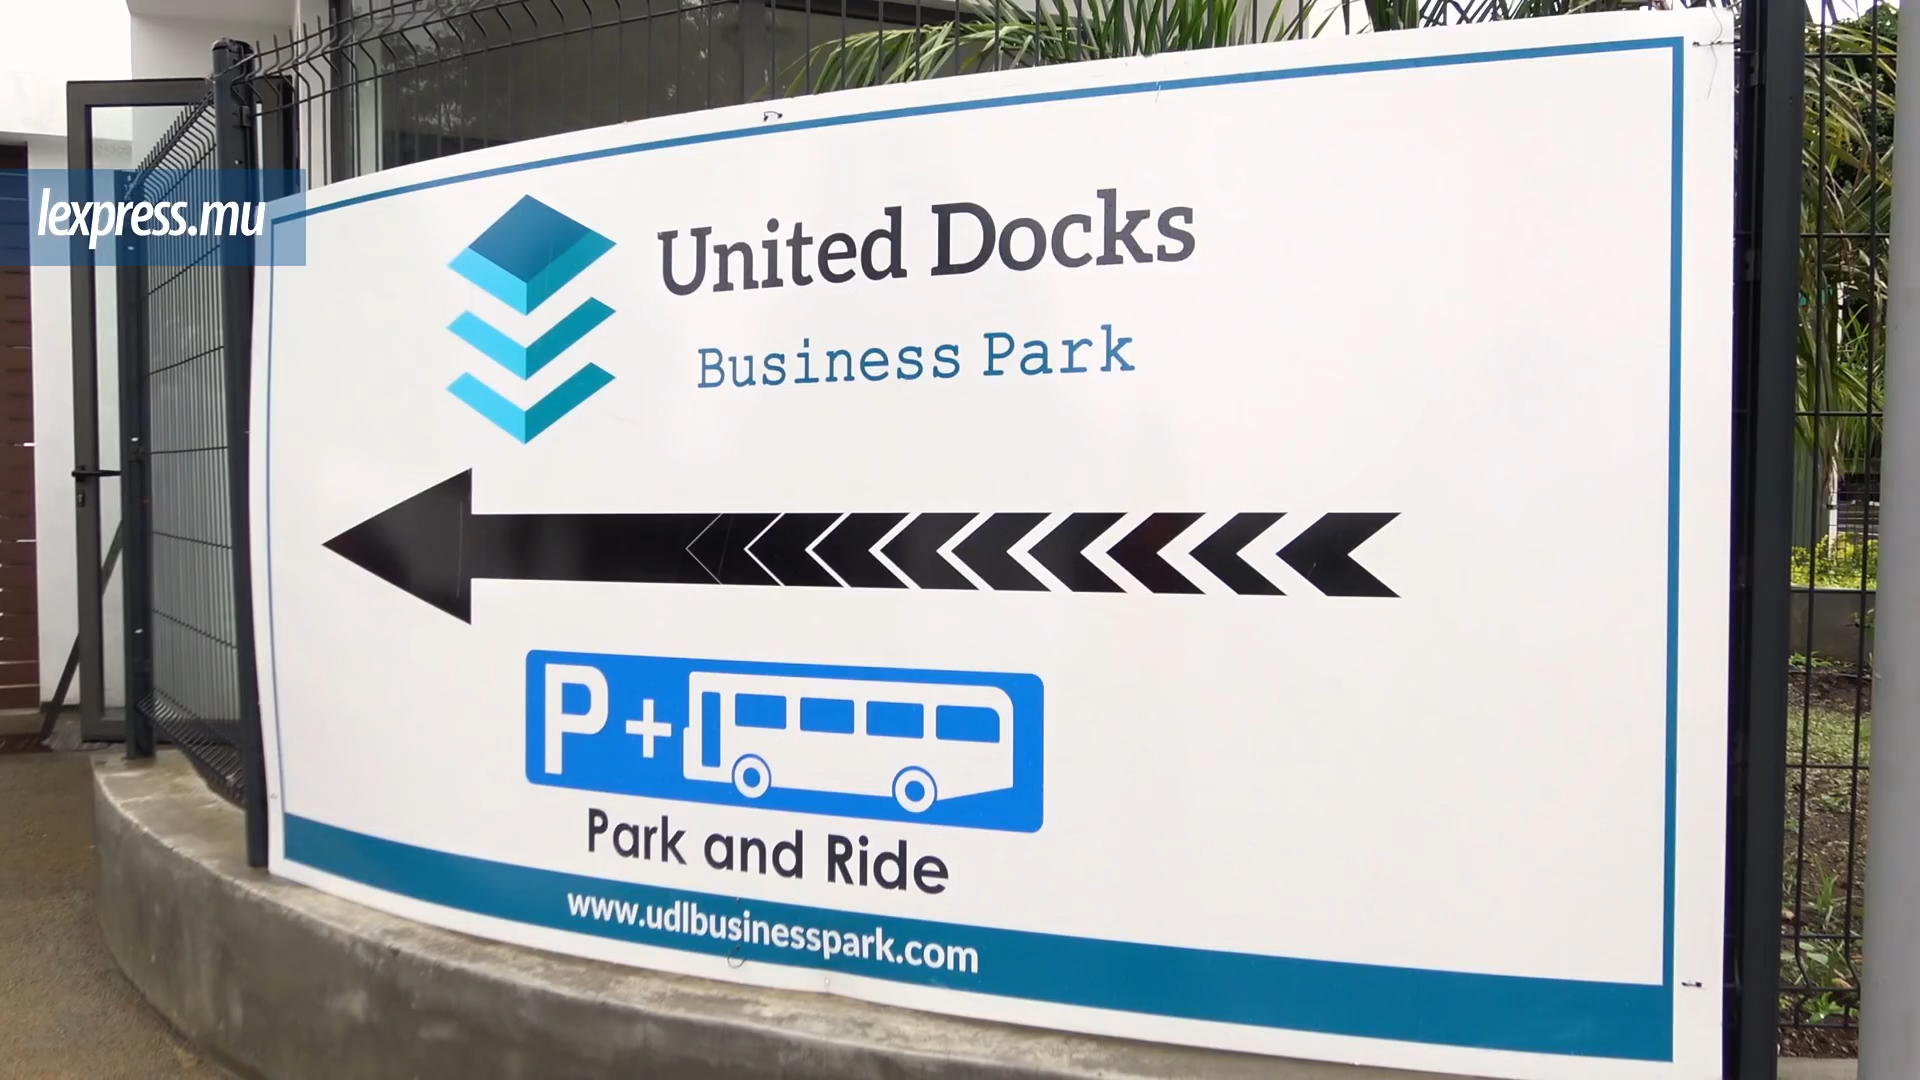 lexpress.mu
United Docks
Business Park
P +
Park and Ride
www.udlbusinesspark.com